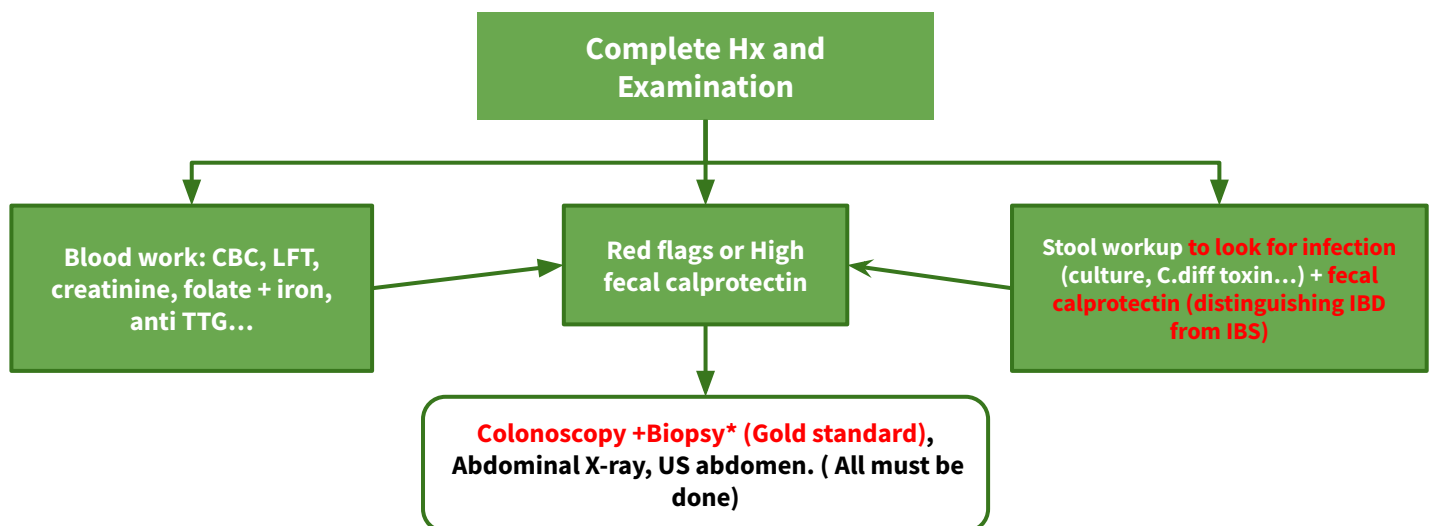 Complete Hx and
Examination
Blood work: CBC, LFT,
creatinine, folate + iron,
anti TTG...
Red flags or High
fecal calprotectin
Stool workup to look for infection
(culture, C.diff toxin...) + fecal
calprotectin (distinguishing IBD
from IBS)
Colonoscopy +Biopsy* (Gold standard),
Abdominal X-ray, US abdomen. ( All must be
done)